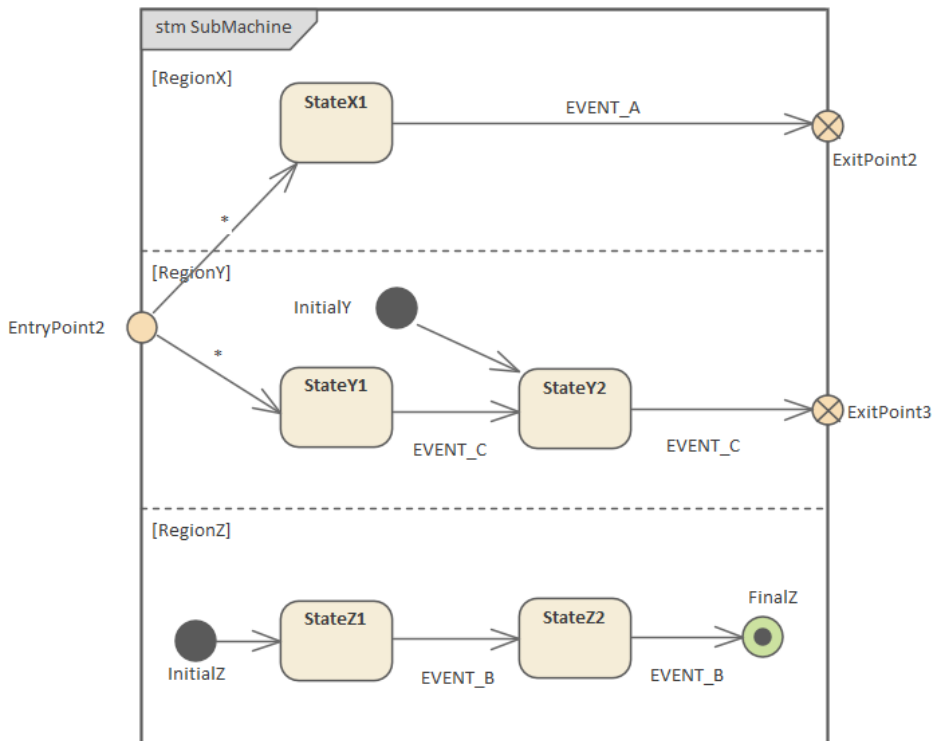 stm SubMachine
[RegionX]
StateX1
EVENT_A
ExitPoint2
*
[RegionY]
InitialY
EntryPoint2
*
StateY1
StateY2
ExitPoint3
EVENT_C
EVENT_C
[RegionZ]
FinalZ
StateZ1
StateZ2
InitialZ
EVENT_B
EVENT_B